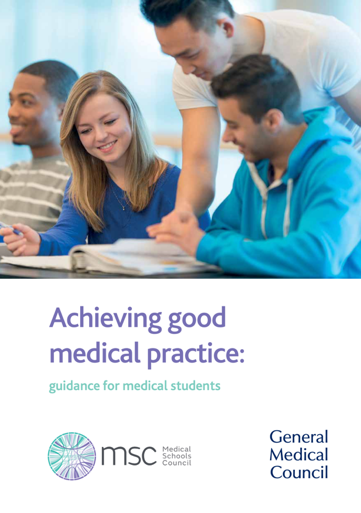 Achieving good
medical practice:
guidance for medical students
msc Medical
Schools
Council
General
Medical
Council